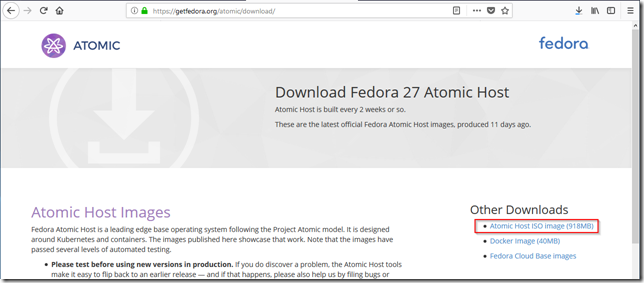 https://getfedora.org/atomic/download/
ATOMIC
fedora
Download Fedora 27 Atomic Host
Atomic Host is built every 2 weeks or so.
These are the latest official Fedora Atomic Host images, produced 11 days ago.
Atomic Host Images
Fedora Atomic Host is a leading edge base operating system following the Project Atomic model. It is designed
around Kubernetes and containers. The images published here showcase that work. Note that the images have
passed several levels of automated testing.
• Please test before using new versions in production. If you do discover a problem, the Atomic Host tools
make it easy to flip back to an earlier release — and if that happens, please also help us by filing bugs or
Other Downloads
• Atomic Host ISO image (918MB)
• Docker Image (40MB)
• Fedora Cloud Base images